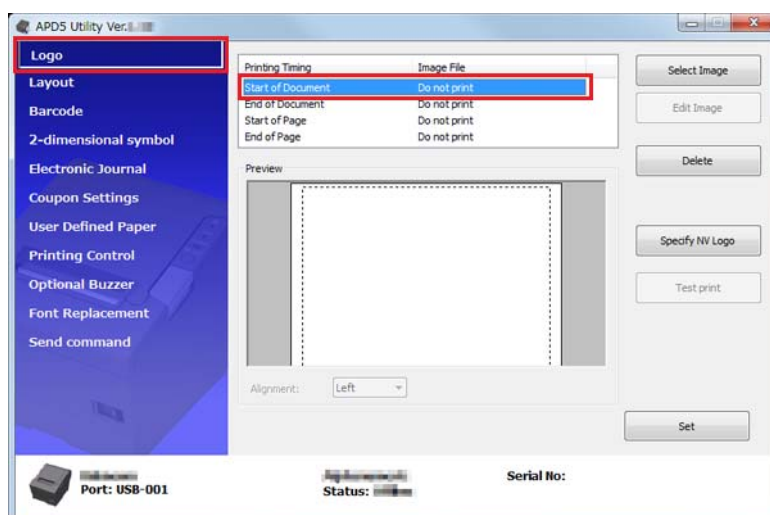 APD5 Utility Ver.
Logo
Layout
Barcode
2-dimensional symbol
Electronic Journal
Coupon Settings
User Defined Paper
Printing Control
Optional Buzzer
Font Replacement
Send command
Printing Timing Image File
Start of Document Do not print
End of Document Do not print
Start of Page Do not print
End of Page Do not print
Preview
Alignment: Left
Select Image
Edit Image
Delete
Specify NV Logo
Test print
Set
Port: USB-001
Status:
Serial No: